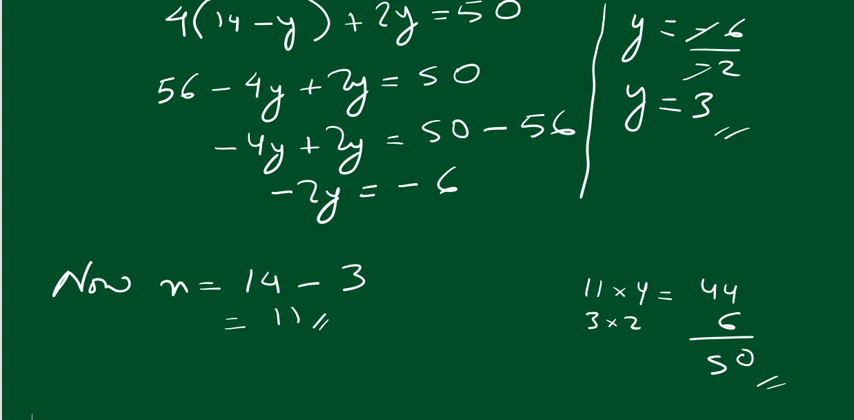 4(14-y) + 2y = 50
56 - 4y + 2y = 50
-4y + 2y = 50 - 56
-2y = -6
y = -6/-2
y = 3
Now x = 14 - 3
= 11
11 × 4 = 44
3 × 2 6
50